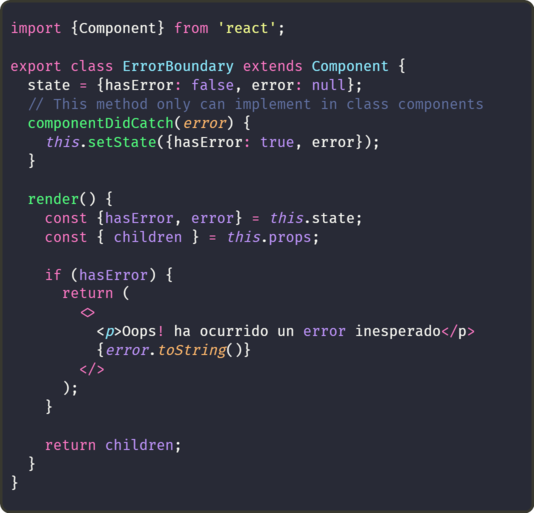 import {Component} from 'react';

export class ErrorBoundary extends Component {
  state = {hasError: false, error: null};
  // This method only can implement in class components
  componentDidCatch(error) {
    this.setState({hasError: true, error});
  }

  render() {
    const {hasError, error} = this.state;
    const { children } = this.props;

    if (hasError) {
      return (
        <>
          <p>Oops! ha ocurrido un error inesperado</p>
          {error.toString()}
        </>
      );
    }

    return children;
  }
}